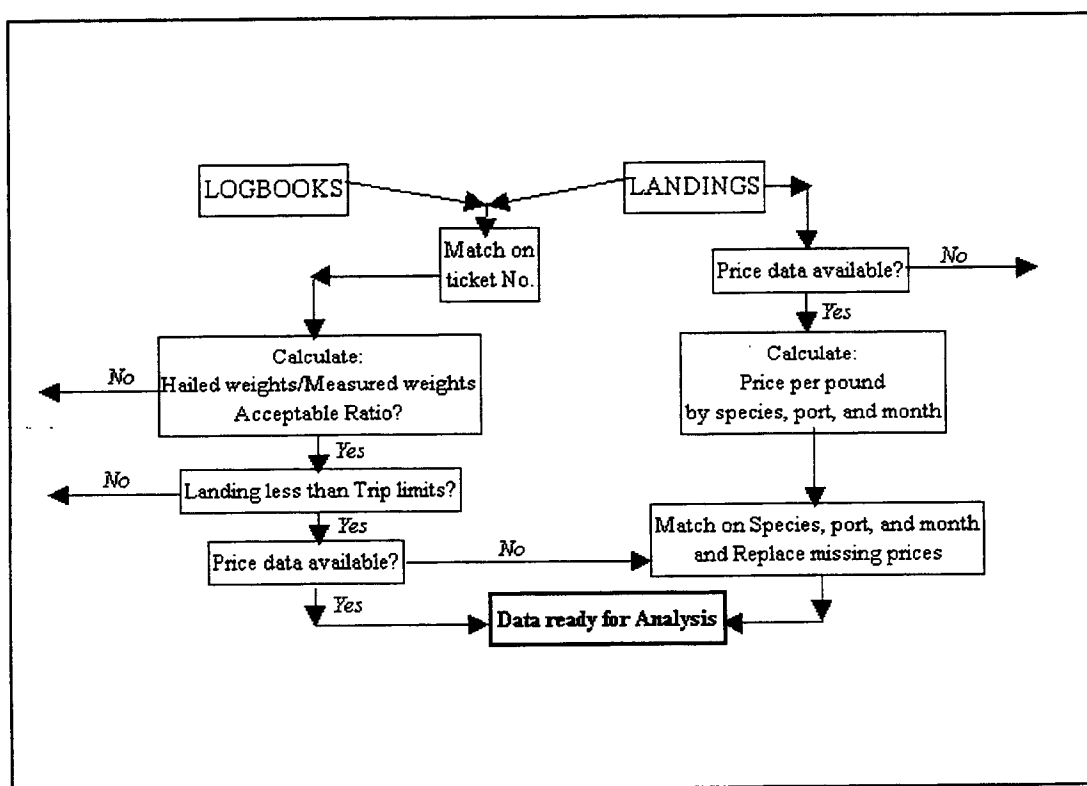 LOGBOOKS
LANDINGS
Match on
ticket No.
Price data available?
No
Yes
Calculate:
Hailed weights/Measured weights
Acceptable Ratio?
No
Calculate:
Price per pound
by species, port, and month
Yes
No
Landing less than Trip limits?
Yes
Match on Species, port, and month
and Replace missing prices
Price data available?
No
Yes
Data ready for Analysis